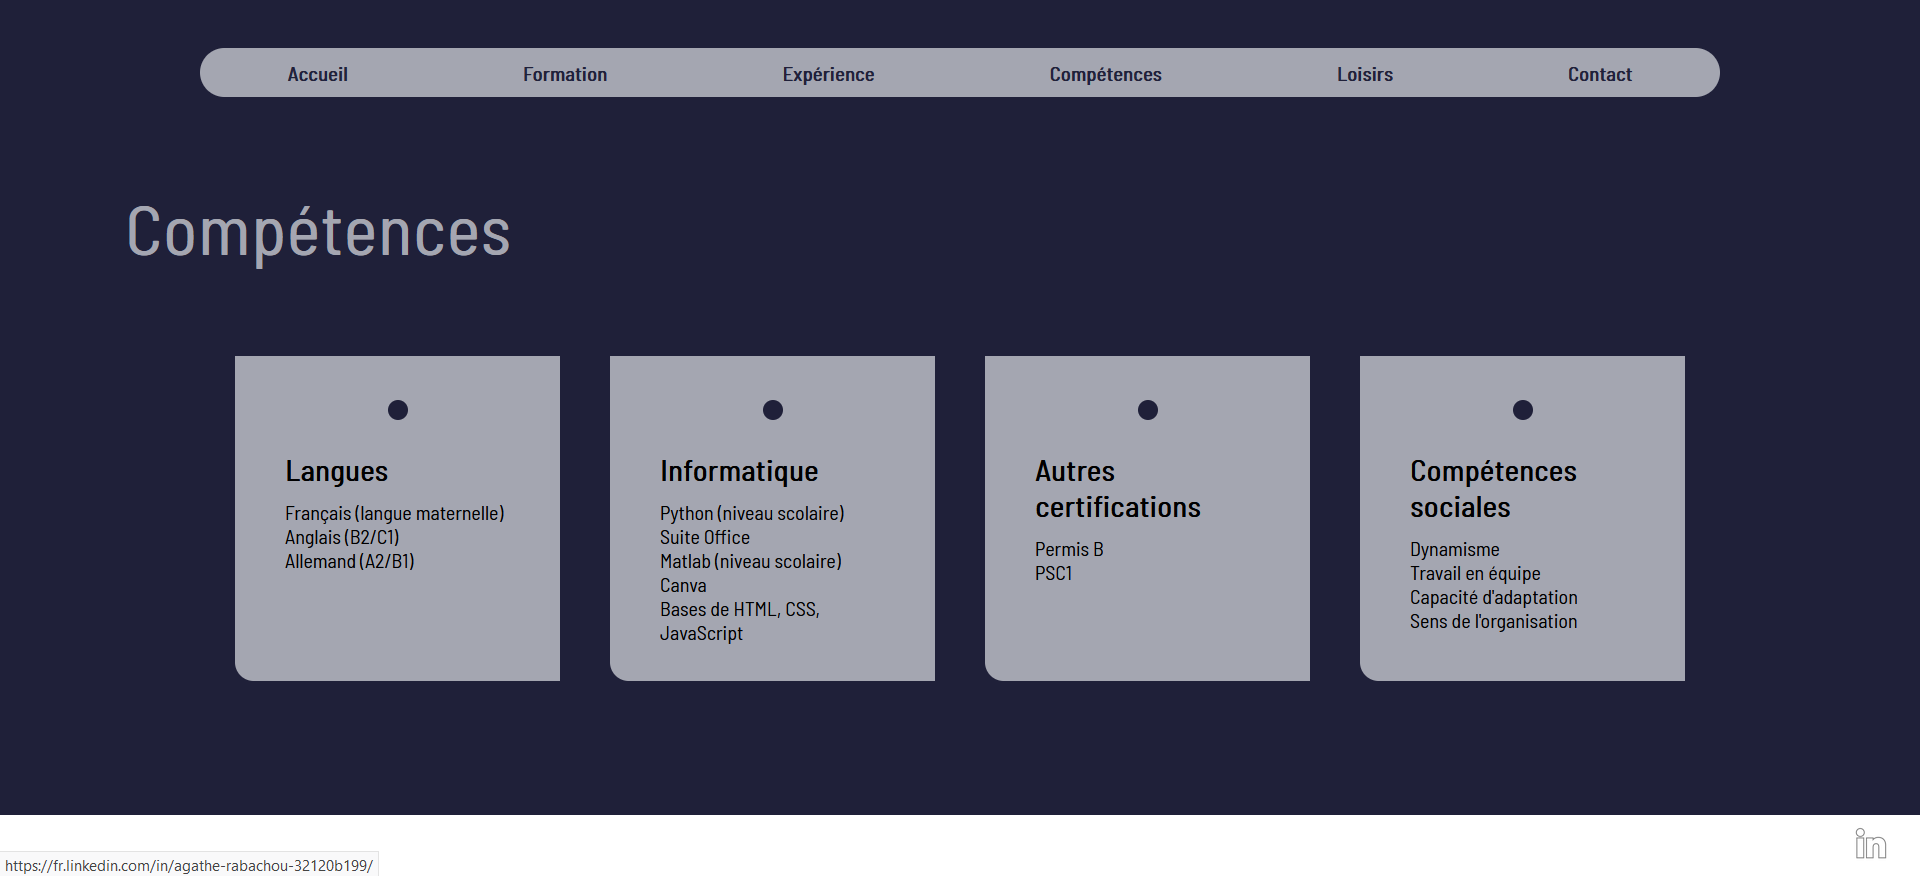 Accueil Formation Expérience Compétences Loisirs Contact
Compétences
Langues
Français (langue maternelle)
Anglais (B2/C1)
Allemand (A2/B1)
Informatique
Python (niveau scolaire)
Suite Office
Matlab (niveau scolaire)
Canva
Bases de HTML, CSS,
JavaScript
Autres
certifications
Permis B
PSC1
Compétences
sociales
Dynamisme
Travail en équipe
Capacité d'adaptation
Sens de l'organisation
in
https://fr.linkedin.com/in/agathe-rabachou-32120b199/